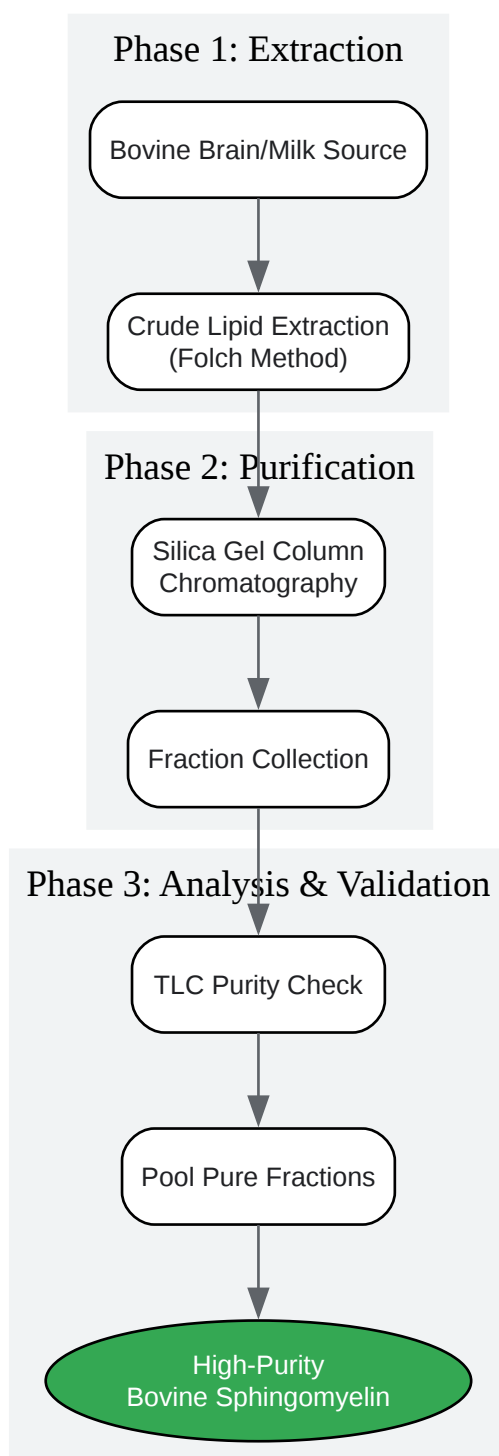 Phase 1: Extraction
Bovine Brain/Milk Source
Crude Lipid Extraction
(Folch Method)
Phase 2: Purification
Silica Gel Column
Chromatography
Fraction Collection
Phase 3: Analysis & Validation
TLC Purity Check
Pool Pure Fractions
High-Purity
Bovine Sphingomyelin